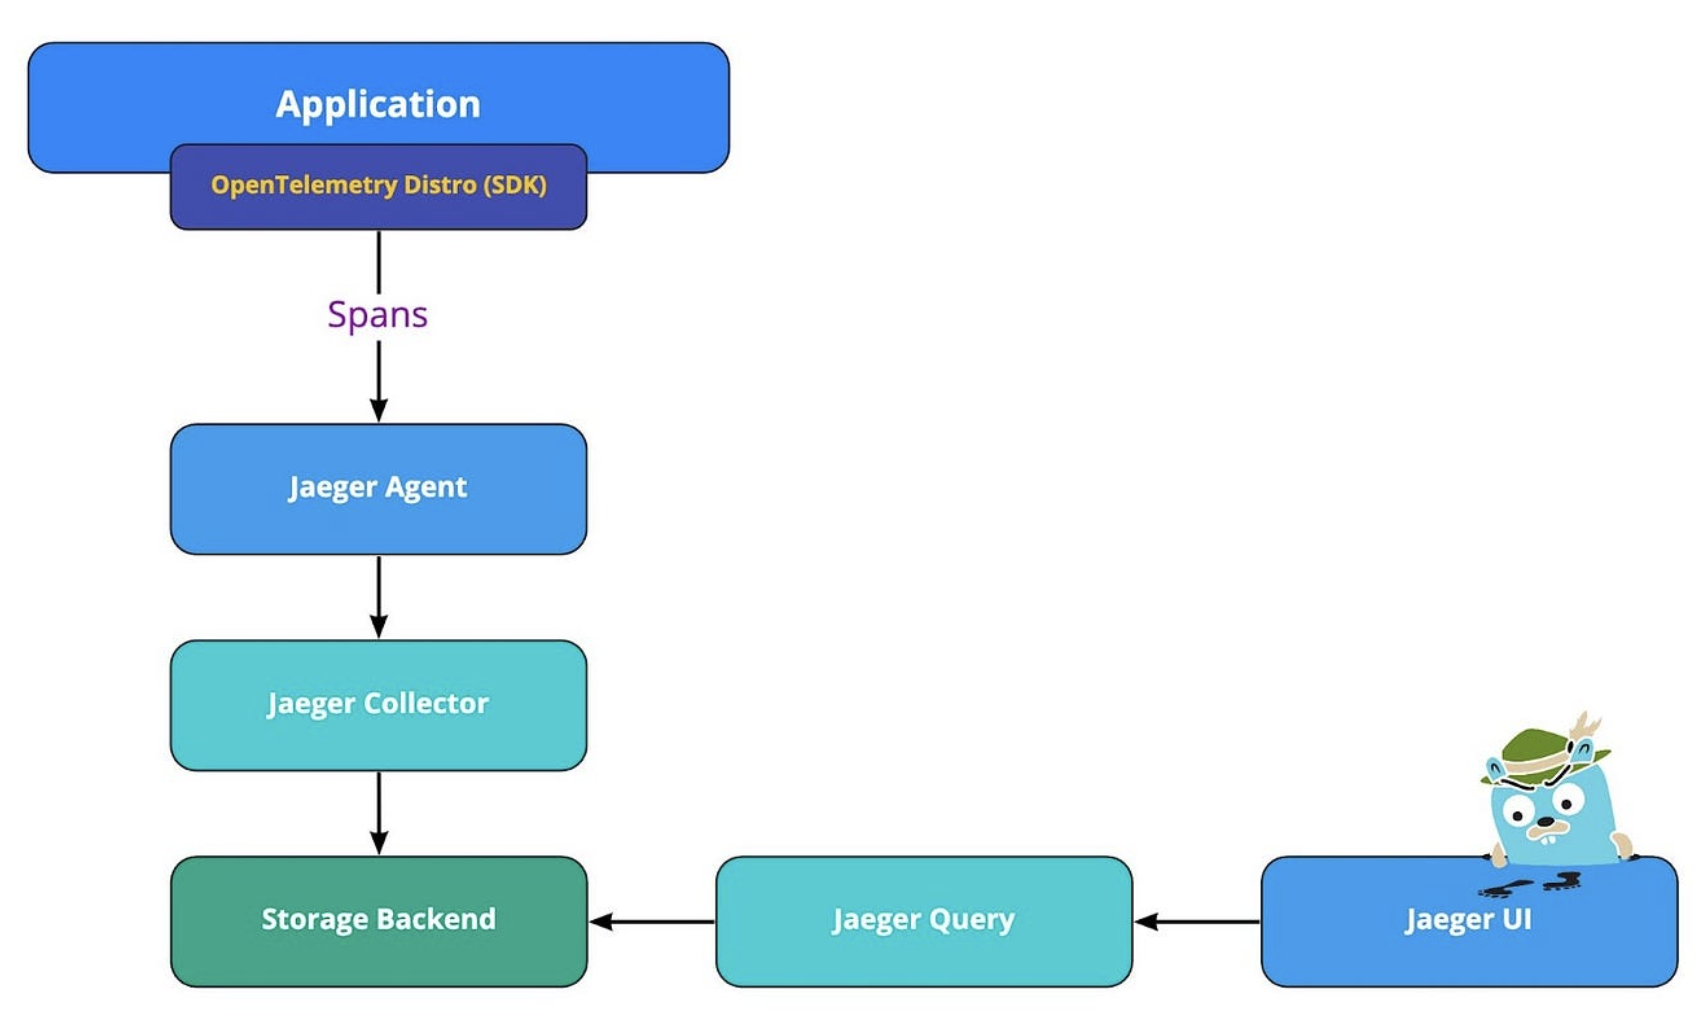 Application
OpenTelemetry Distro (SDK)
Spans
Jaeger Agent
Jaeger Collector
Storage Backend
Jaeger Query
Jaeger UI